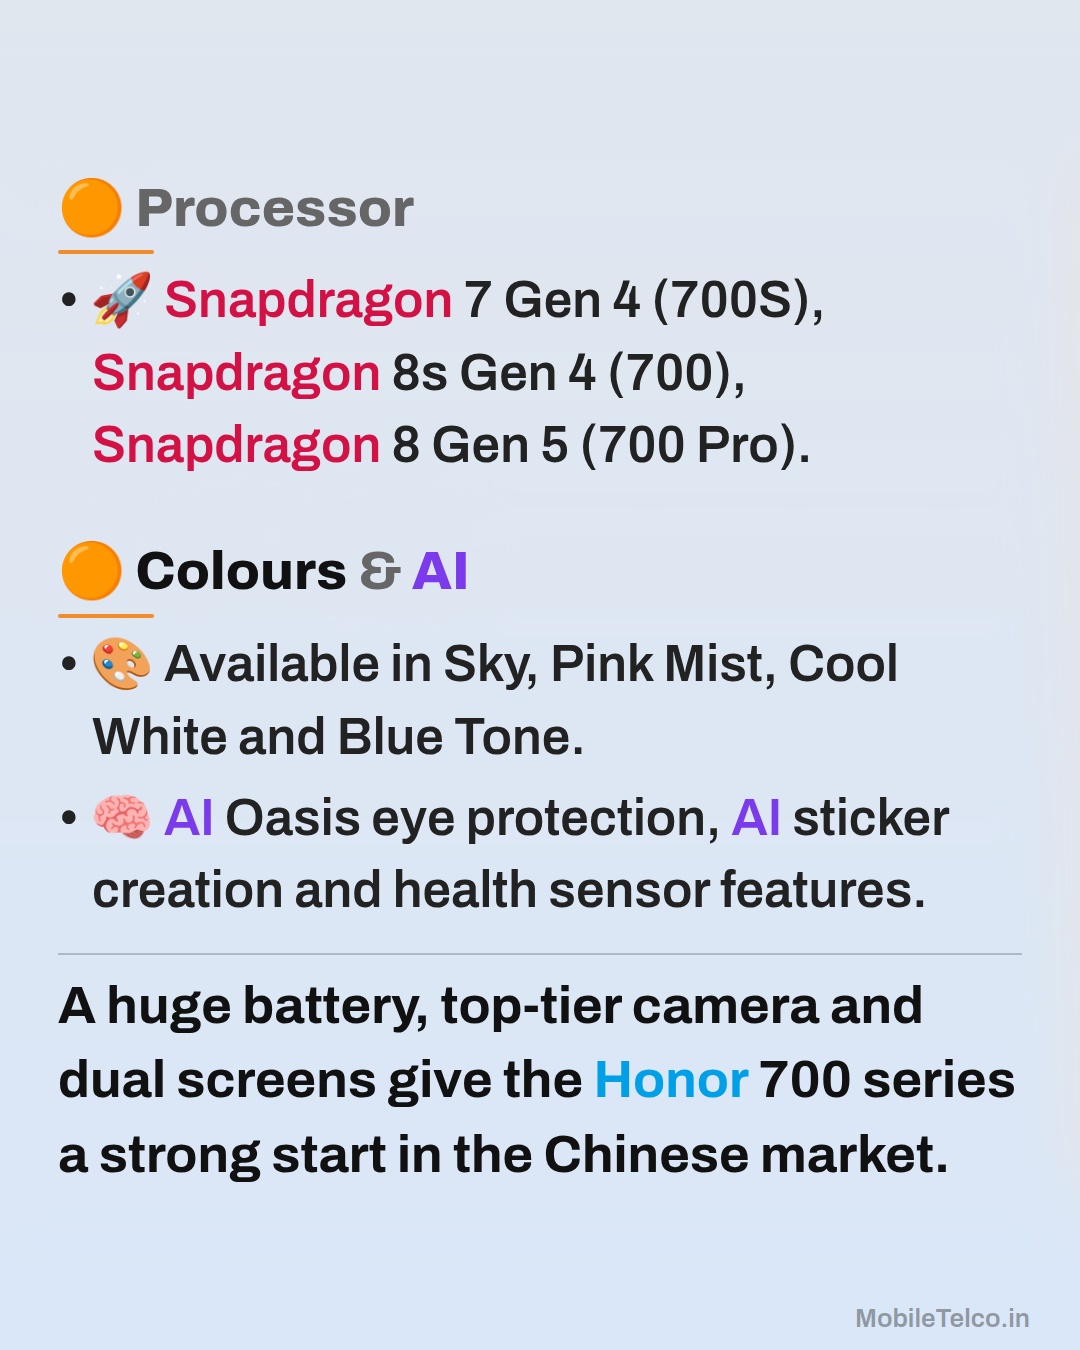 🟠 Processor
• 🚀 Snapdragon 7 Gen 4 (700S),
Snapdragon 8s Gen 4 (700),
Snapdragon 8 Gen 5 (700 Pro).
🟠 Colours & AI
• 🎨 Available in Sky, Pink Mist, Cool
White and Blue Tone.
• 🧠 AI Oasis eye protection, AI sticker
creation and health sensor features.
A huge battery, top-tier camera and
dual screens give the Honor 700 series
a strong start in the Chinese market.
MobileTelco.in